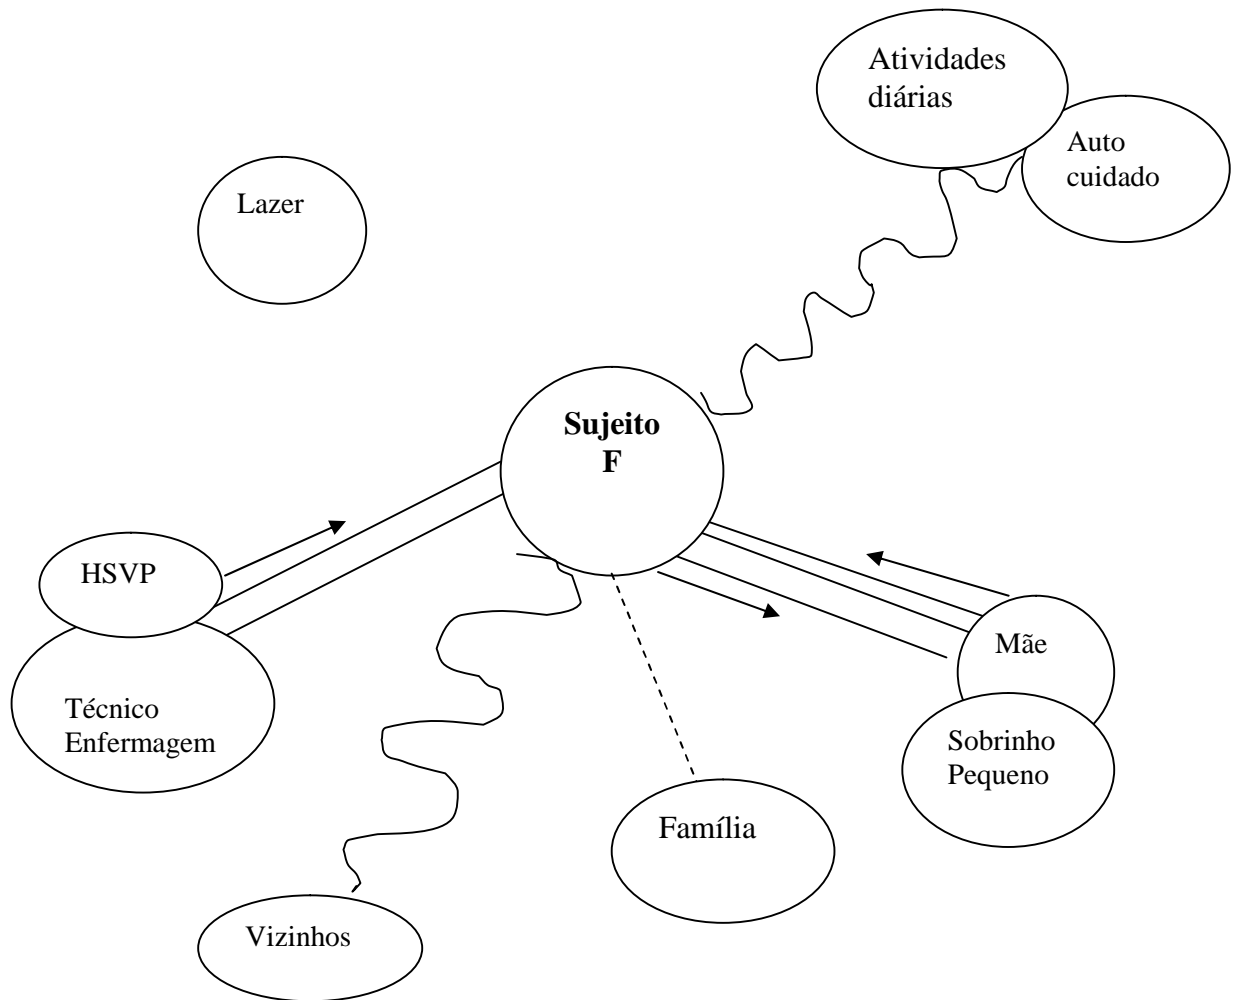 Atividades
diárias
Auto
cuidado
Lazer
Sujeito
F
HSVP
Técnico
Enfermagem
Mãe
Sobrinho
Pequeno
Família
Vizinhos